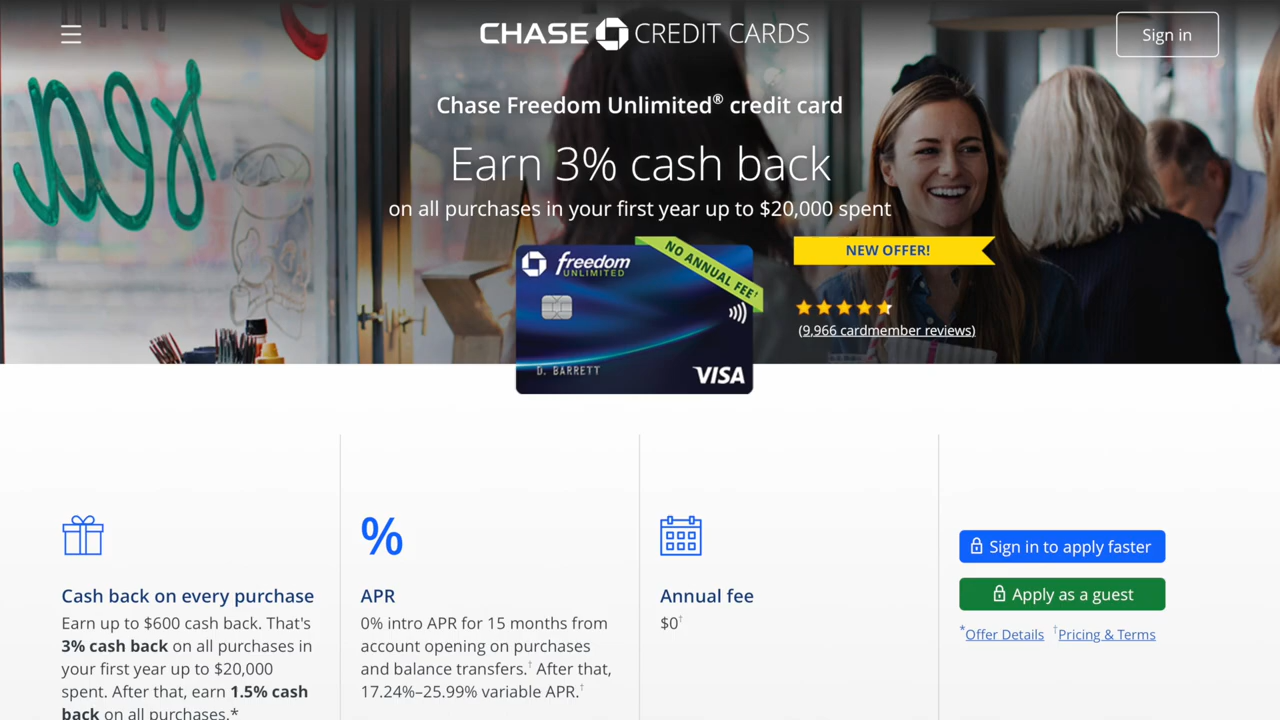 CHASE CREDIT CARDS
Sign in
Chase Freedom Unlimited® credit card
Earn 3% cash back
on all purchases in your first year up to $20,000 spent
NEW OFFER!
(9,966 cardmember reviews)
freedom
UNLIMITED
NO ANNUAL FEE†
D. BARRETT
VISA
Cash back on every purchase
Earn up to $600 cash back. That's
3% cash back on all purchases in
your first year up to $20,000
spent. After that, earn 1.5% cash
back on all purchases.*
%
APR
0% intro APR for 15 months from
account opening on purchases
and balance transfers.† After that,
17.24%–25.99% variable APR.†
Annual fee
$0†
Sign in to apply faster
Apply as a guest
*Offer Details †Pricing & Terms